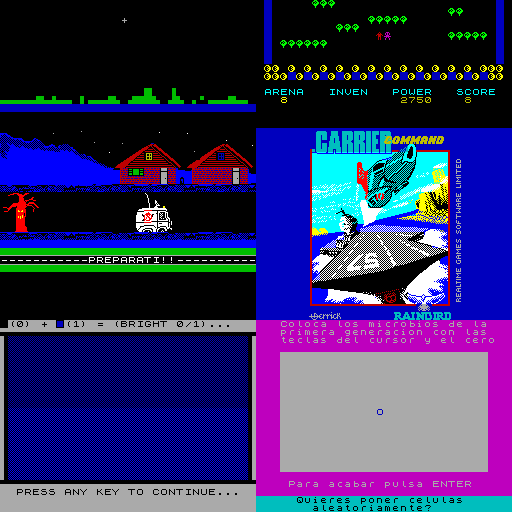 ARENA INVEN POWER SCORE
8 2750 8
CARRIER COMMAND
REALTIME GAMES SOFTWARE LIMITED
Derrick
RAINBIRD
PREPARATI!!
(0) + (1) = (BRIGHT 0/1)...
PRESS ANY KEY TO CONTINUE...
Coloca los microbios de la
primera generacion con las
teclas del cursor y el cero
Para acabar pulsa ENTER
Quieres poner celulas
aleatoriamente?